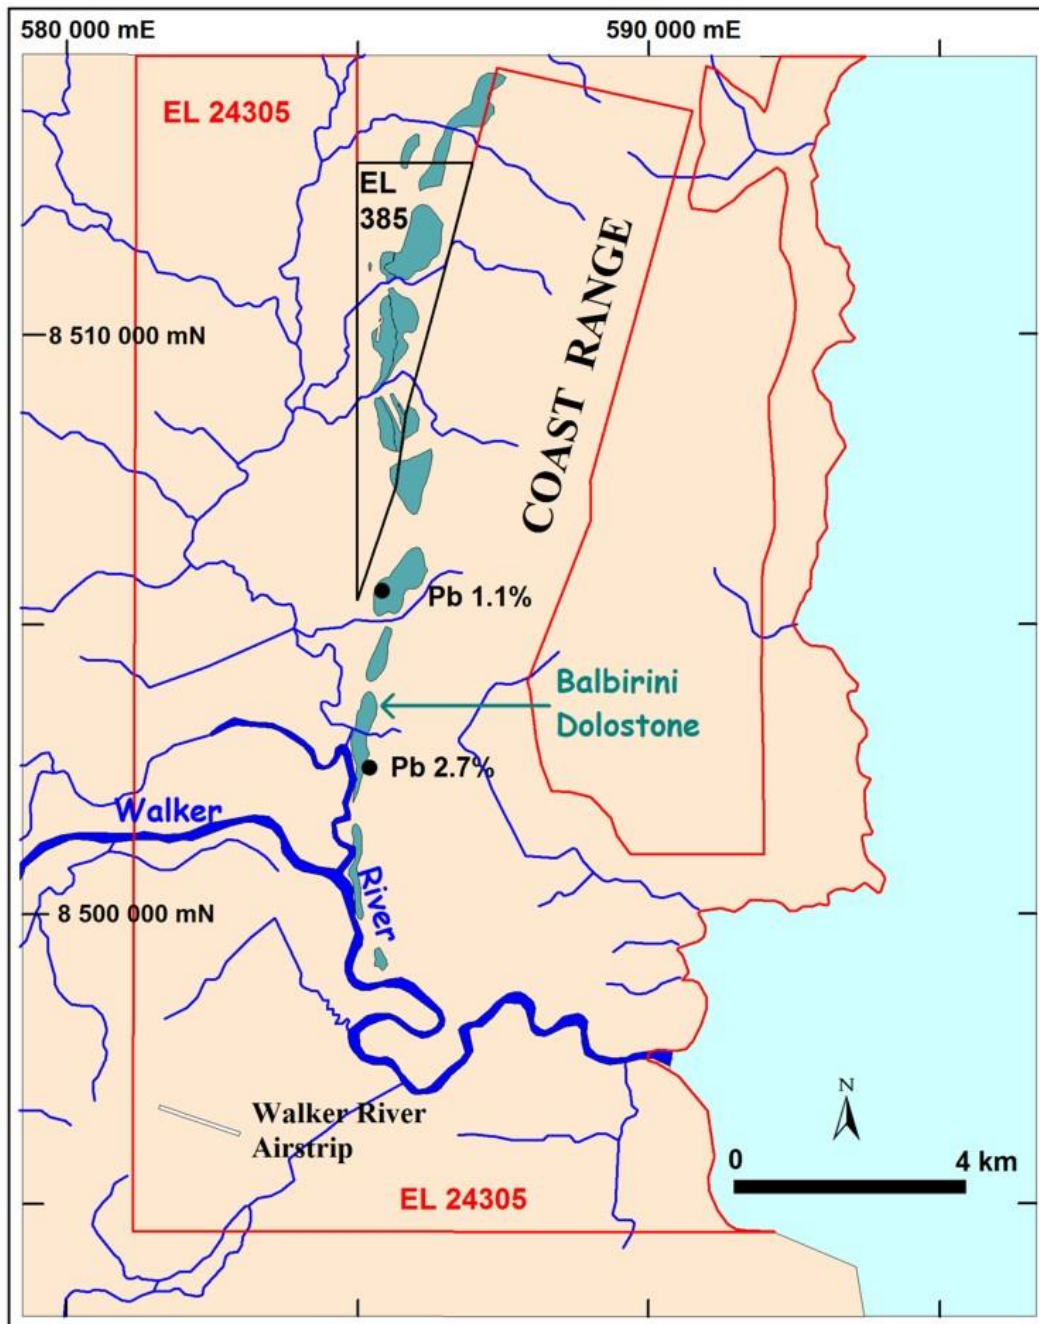 580 000 mE
590 000 mE
EL 24305
EL
385
COAST RANGE
8 510 000 mN
Pb 1.1%
Balbirini
Dolostone
Pb 2.7%
Walker
River
8 500 000 mN
N
Walker River
Airstrip
0 4 km
EL 24305